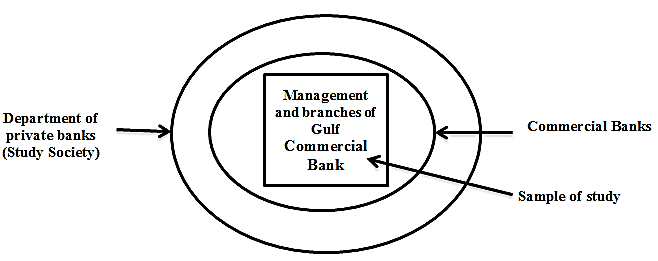 Department of
private banks
(Study Society)
Management
and branches of
Gulf
Commercial
Bank
Commercial Banks
Sample of study